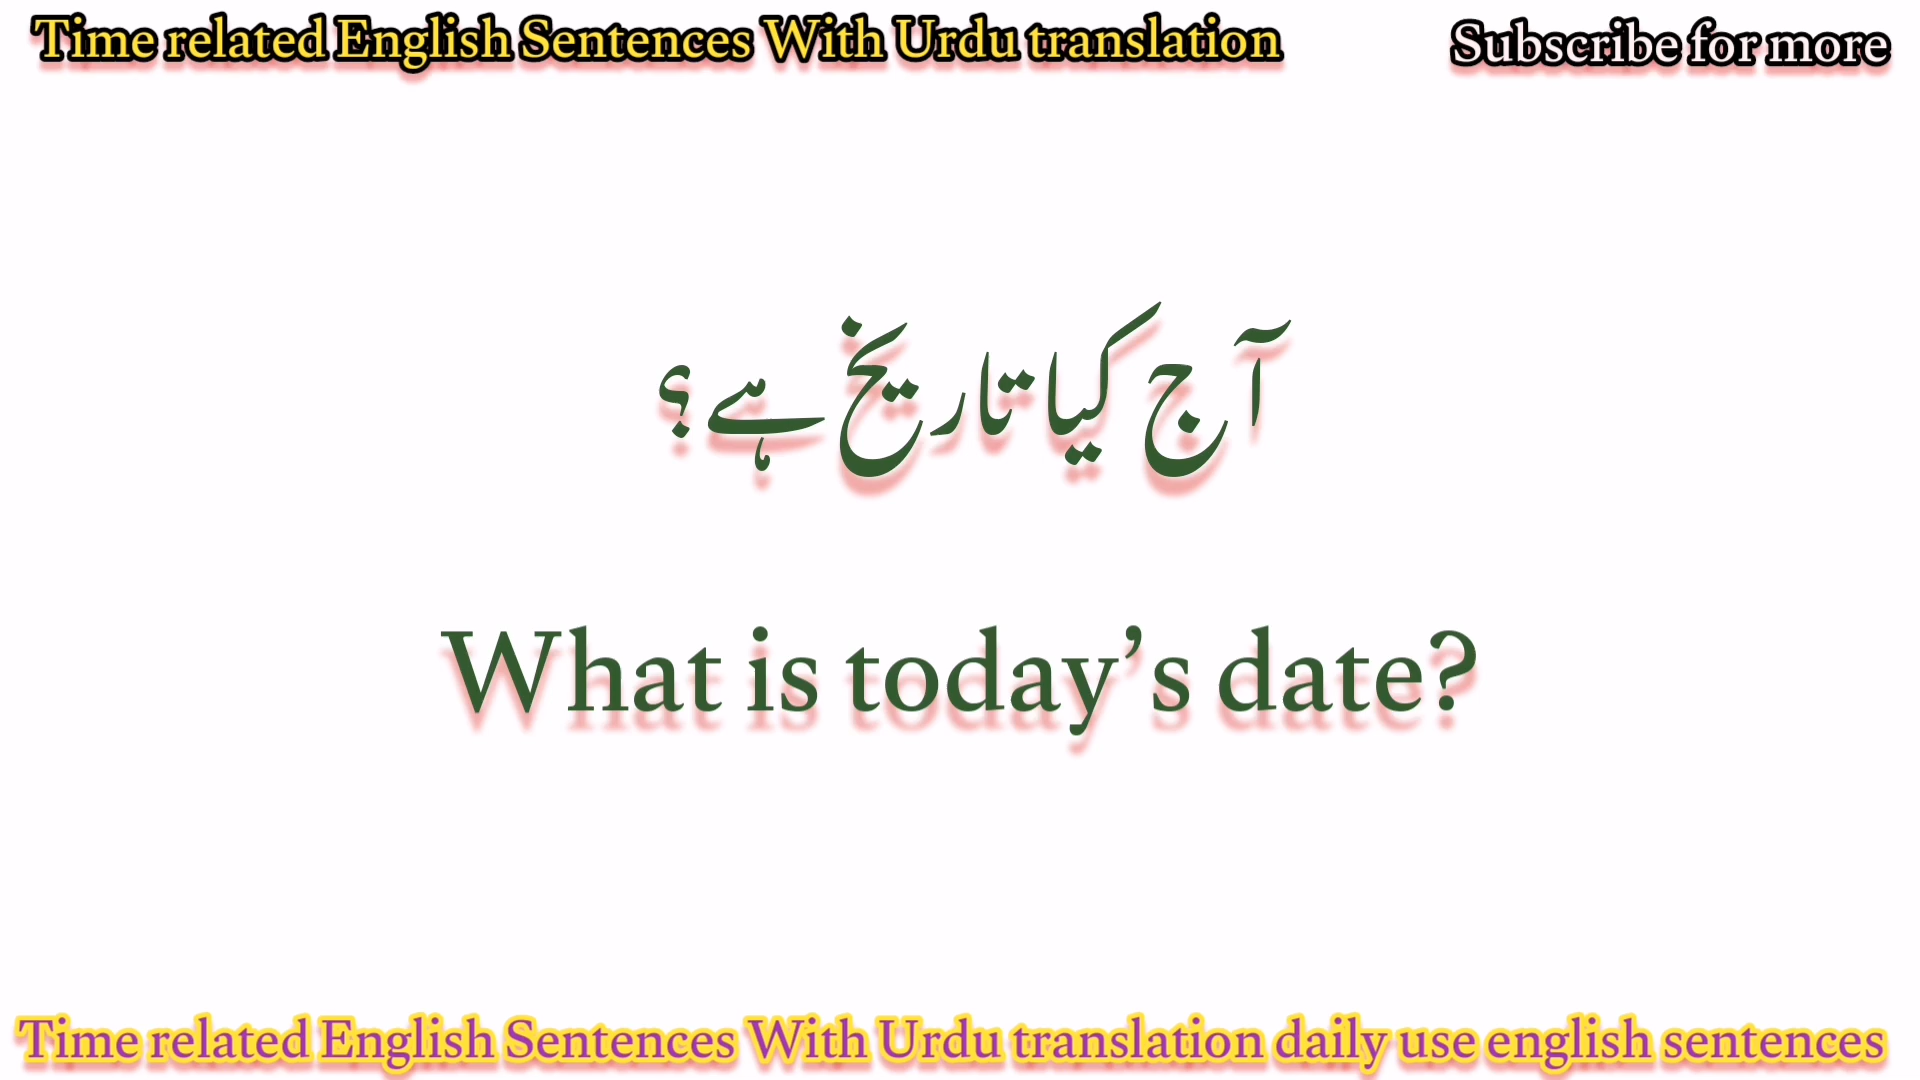 Time related English Sentences With Urdu translation
Subscribe for more
آج کیا تاریخ ہے؟
What is today’s date?
Time related English Sentences With Urdu translation daily use english sentences